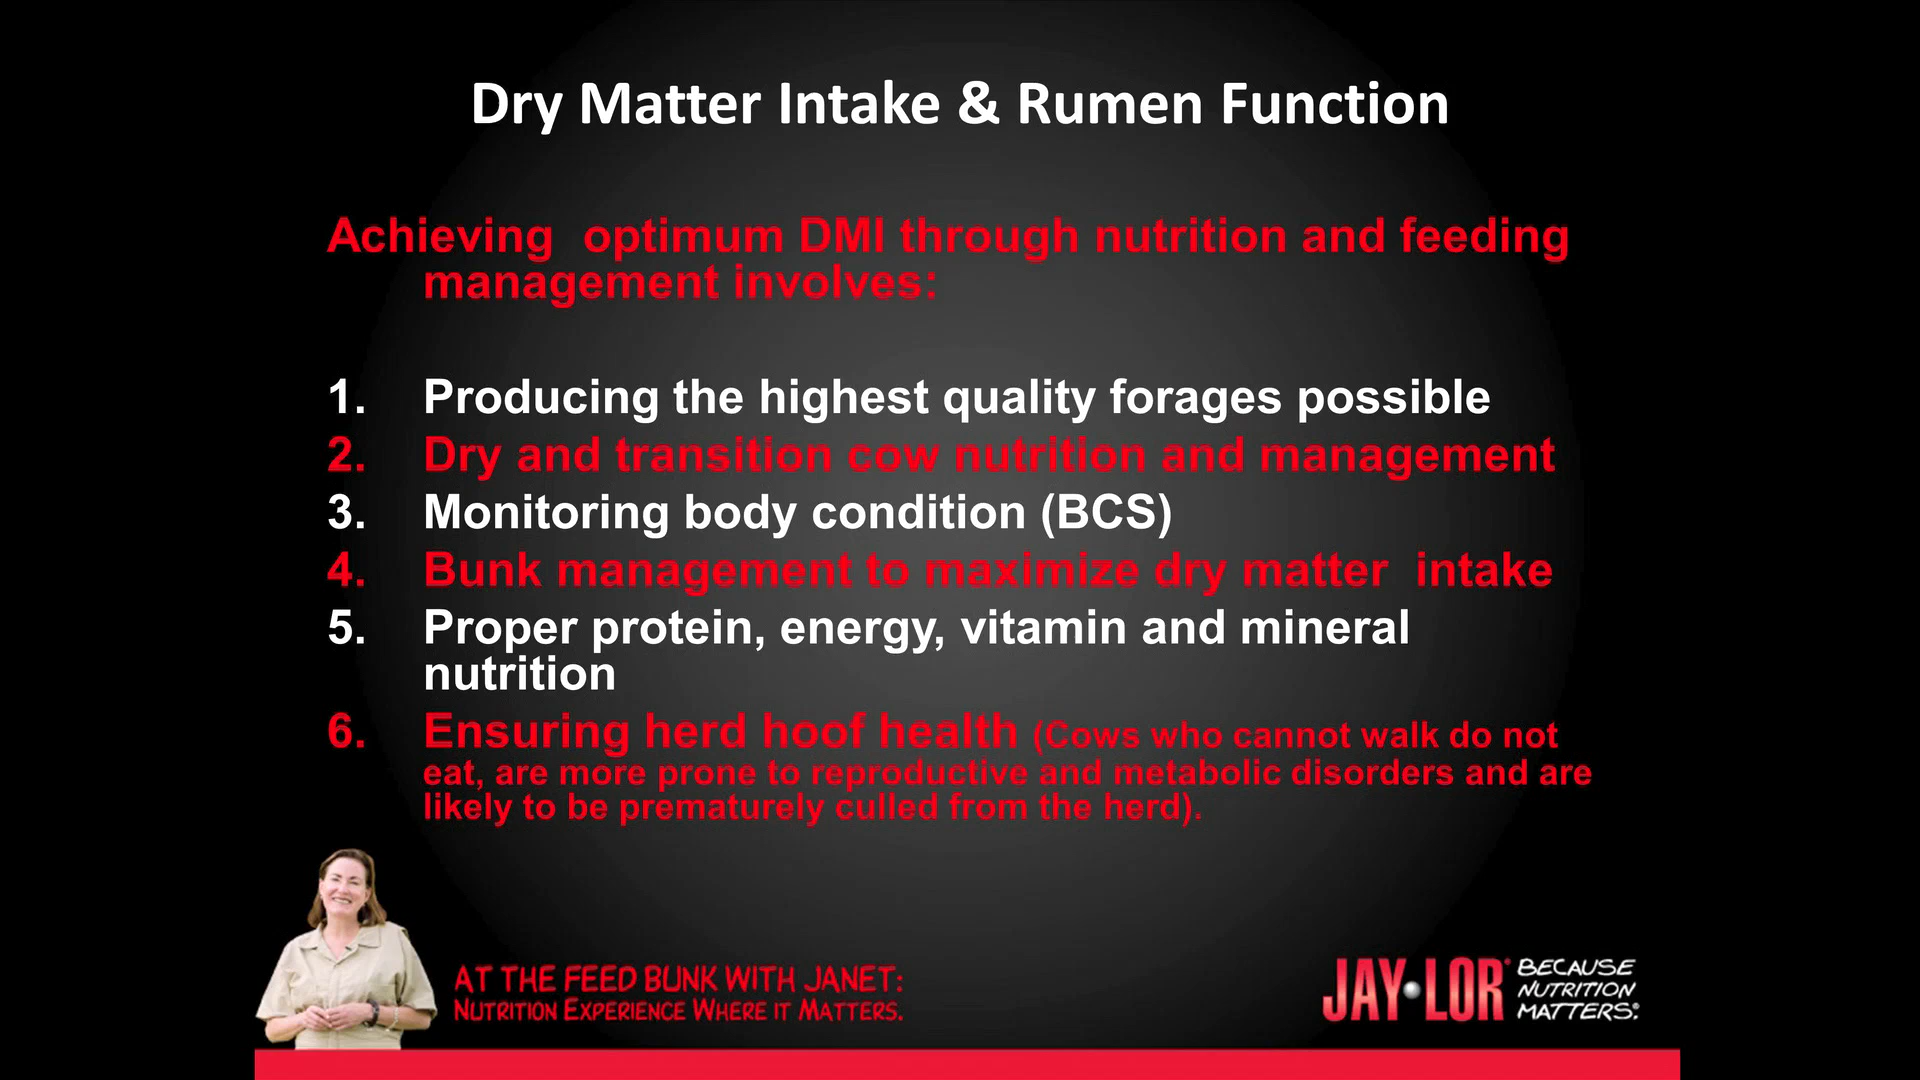 Dry Matter Intake & Rumen Function
Achieving  optimum DMI through nutrition and feeding
management involves:
1. Producing the highest quality forages possible
2. Dry and transition cow nutrition and management
3. Monitoring body condition (BCS)
4. Bunk management to maximize dry matter  intake
5. Proper protein, energy, vitamin and mineral
nutrition
6. Ensuring herd hoof health (Cows who cannot walk do not
eat, are more prone to reproductive and metabolic disorders and are
likely to be prematurely culled from the herd).
AT THE FEED BUNK WITH JANET:
NUTRITION EXPERIENCE WHERE IT MATTERS.
JAY•LOR®
BECAUSE
NUTRITION
MATTERS.®